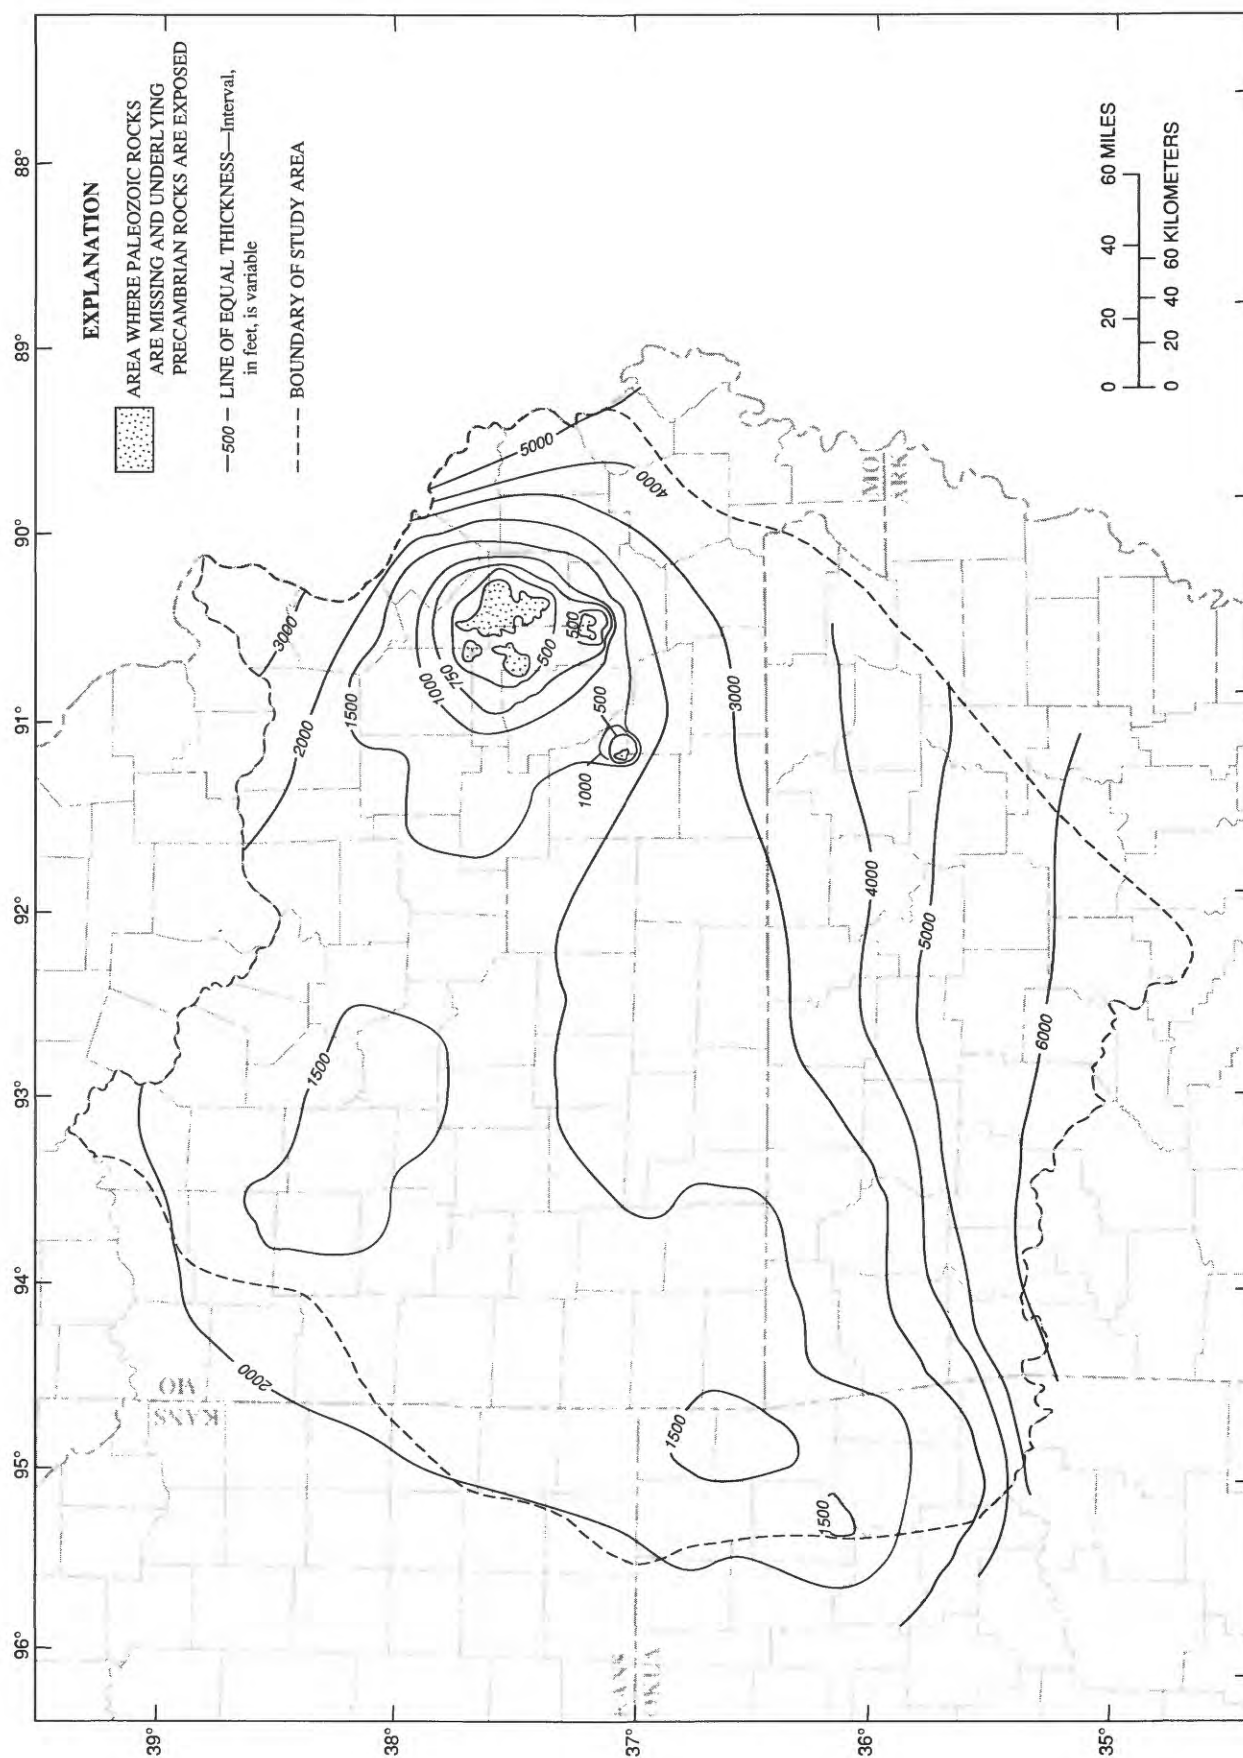 EXPLANATION
AREA WHERE PALEOZOIC ROCKS
ARE MISSING AND UNDERLYING
PRECAMBRIAN ROCKS ARE EXPOSED
—500— LINE OF EQUAL THICKNESS—Interval,
in feet, is variable
BOUNDARY OF STUDY AREA
96°
95°
94°
93°
92°
91°
90°
89°
88°
39°
38°
37°
36°
35°
2000
1500
1500
1500
1500
2000
3000
1000
750
500
500
500
1000
5000
4000
3000
4000
5000
6000
KANS
MO
KANS
OKLA
MO
ARK
0 20 40 60 MILES
0 20 40 60 KILOMETERS